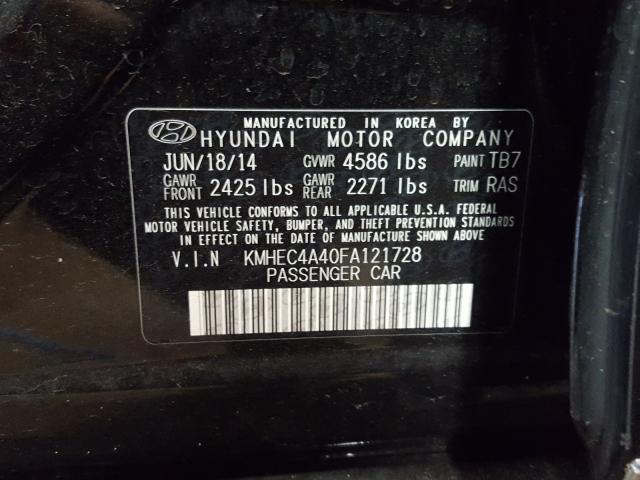 MANUFACTURED IN KOREA BY
HYUNDAI MOTOR COMPANY
JUN/18/14 GVWR 4586 lbs PAINT TB7
GAWR FRONT 2425 lbs GAWR REAR 2271 lbs TRIM RAS
THIS VEHICLE CONFORMS TO ALL APPLICABLE U.S.A. FEDERAL
MOTOR VEHICLE SAFETY, BUMPER, AND THEFT PREVENTION STANDARDS
IN EFFECT ON THE DATE OF MANUFACTURE SHOWN ABOVE
V.I.N KMHEC4A40FA121728
PASSENGER CAR